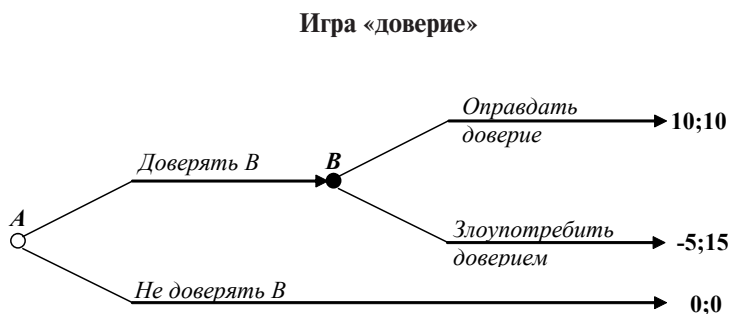 Игра «доверие»
Оправдать
доверие
10;10
Доверять В
В
А
Злоупотребить
доверием
-5;15
Не доверять В
0;0